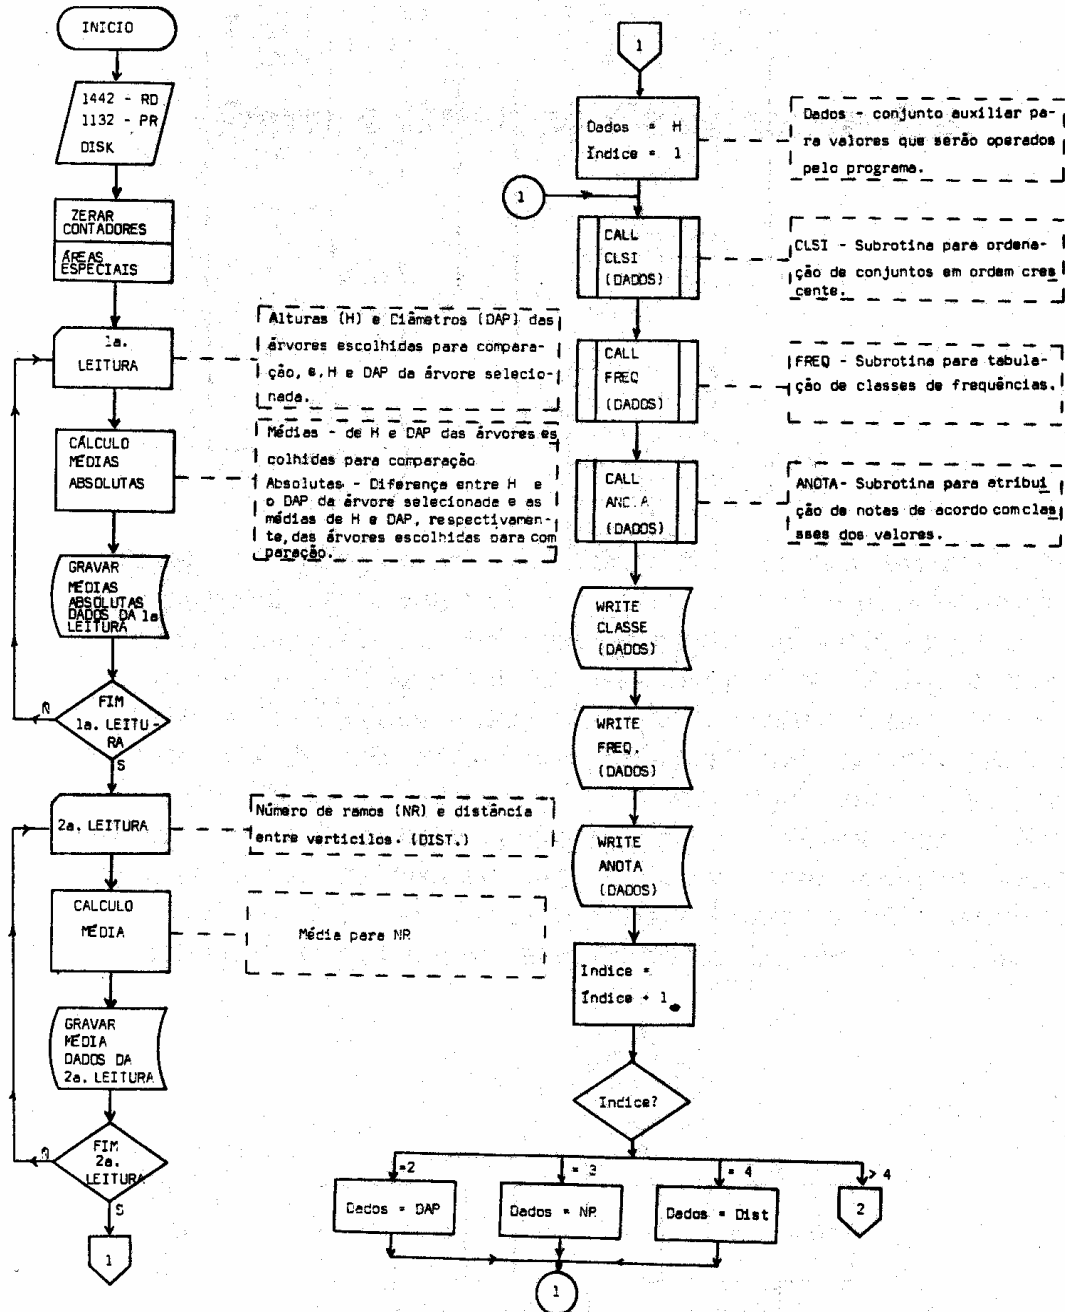 INICIO
1442 - RD
1132 - PR
DISK
ZERAR
CONTADORES
ÁREAS
ESPECIAIS
1a.
LEITURA
Alturas (H) e Diâmetros (DAP) das
árvores escolhidas para compara-
ção, e, H e DAP da árvore selecio-
nada.
CÁLCULO
MÉDIAS
ABSOLUTAS
Médias - de H e DAP das árvores es
colhidas para comparação
Absolutas - Diferença entre H e
o DAP da árvore selecionada e as
médias de H e DAP, respectivamen-
te, das árvores escolhidas para com
paração.
GRAVAR
MÉDIAS
ABSOLUTAS
DADOS DA 1a
LEITURA
FIM
1a. LEITU-
RA
N
S
2a. LEITURA
Número de ramos (NR) e distância
entre verticilos. (DIST.)
CALCULO
MÉDIA
Média para NR
GRAVAR
MÉDIA
DADOS DA
2a. LEITURA
FIM
2a.
LEITURA
N
S
1
1
Dados = H
Índice = 1
Dados - conjunto auxiliar pa-
ra valores que serão operados
pelo programa.
1
CALL
CLSI
(DADOS)
CLSI - Subrotina para ordena-
ção de conjuntos em ordem cres
cente.
CALL
FREQ
(DADOS)
FREQ - Subrotina para tabula-
ção de classes de frequências.
CALL
(DADOS)
ANOTA- Subrotina para atribui
ção de notas de acordo com clas
sses dos valores.
WRITE
CLASSE
(DADOS)
WRITE
FREQ.
(DADOS)
WRITE
ANOTA
(DADOS)
Indice =
Índice + 1
Indice?
=2
= 3
= 4
> 4
Dados = DAP
Dados = NR
Dados = Dist
2
1